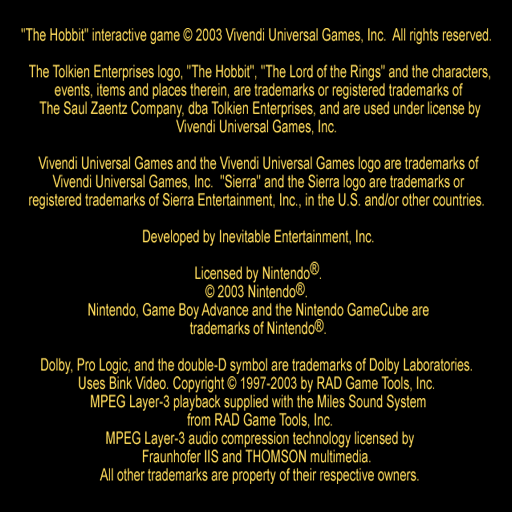 "The Hobbit" interactive game © 2003 Vivendi Universal Games, Inc.  All rights reserved.
The Tolkien Enterprises logo, "The Hobbit", "The Lord of the Rings" and the characters,
events, items and places therein, are trademarks or registered trademarks of
The Saul Zaentz Company, dba Tolkien Enterprises, and are used under license by
Vivendi Universal Games, Inc.
Vivendi Universal Games and the Vivendi Universal Games logo are trademarks of
Vivendi Universal Games, Inc.  "Sierra" and the Sierra logo are trademarks or
registered trademarks of Sierra Entertainment, Inc., in the U.S. and/or other countries.
Developed by Inevitable Entertainment, Inc.
Licensed by Nintendo®.
© 2003 Nintendo®.
Nintendo, Game Boy Advance and the Nintendo GameCube are
trademarks of Nintendo®.
Dolby, Pro Logic, and the double-D symbol are trademarks of Dolby Laboratories.
Uses Bink Video. Copyright © 1997-2003 by RAD Game Tools, Inc.
MPEG Layer-3 playback supplied with the Miles Sound System
from RAD Game Tools, Inc.
MPEG Layer-3 audio compression technology licensed by
Fraunhofer IIS and THOMSON multimedia.
All other trademarks are property of their respective owners.